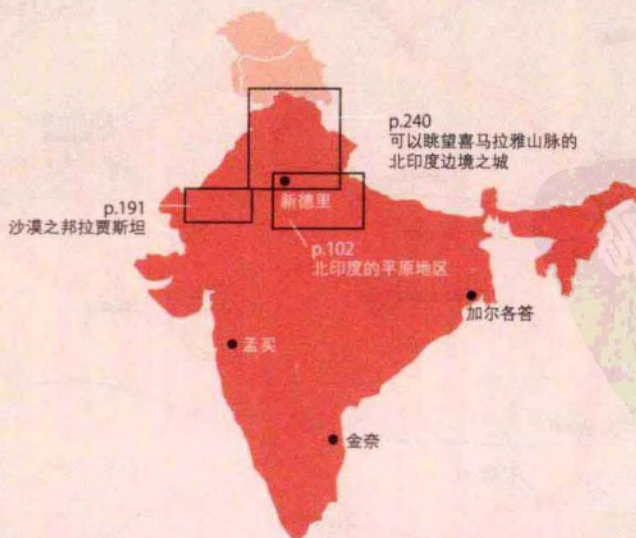 p.240
可以眺望喜马拉雅山脉的
北印度边境之城
p.191
沙漠之邦拉贾斯坦
新德里
p.102
北印度的平原地区
加尔各答
孟买
金奈